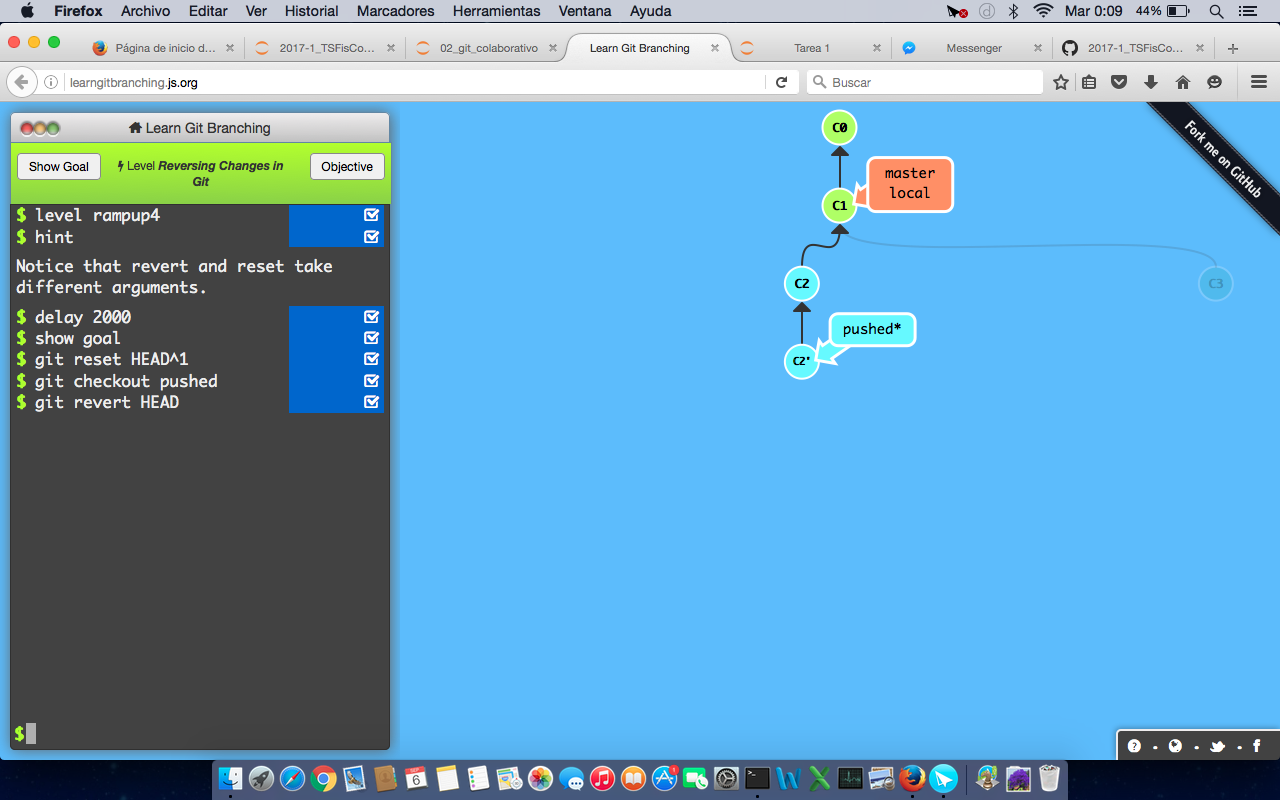 Firefox Archivo Editar Ver Historial Marcadores Herramientas Ventana Ayuda Mar 0:09 44%
Página de inicio d... 2017-1_TSFisCo... 02_git_colaborativo Learn Git Branching Tarea 1 Messenger 2017-1_TSFisCo...
learngitbranching.js.org Buscar
Learn Git Branching
Show Goal Level Reversing Changes in Git Objective
$ level rampup4
$ hint
Notice that revert and reset take
different arguments.
$ delay 2000
$ show goal
$ git reset HEAD^1
$ git checkout pushed
$ git revert HEAD
$
C0
master
local
C1
C2
C3
pushed*
C2'
Fork me on GitHub